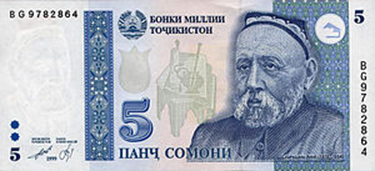 BG9782864
БОНКИ МИЛЛИИ
ТОҶИКИСТОН
5
BG9782864
5
1999
5
ПАНҶ СОМОНӢ